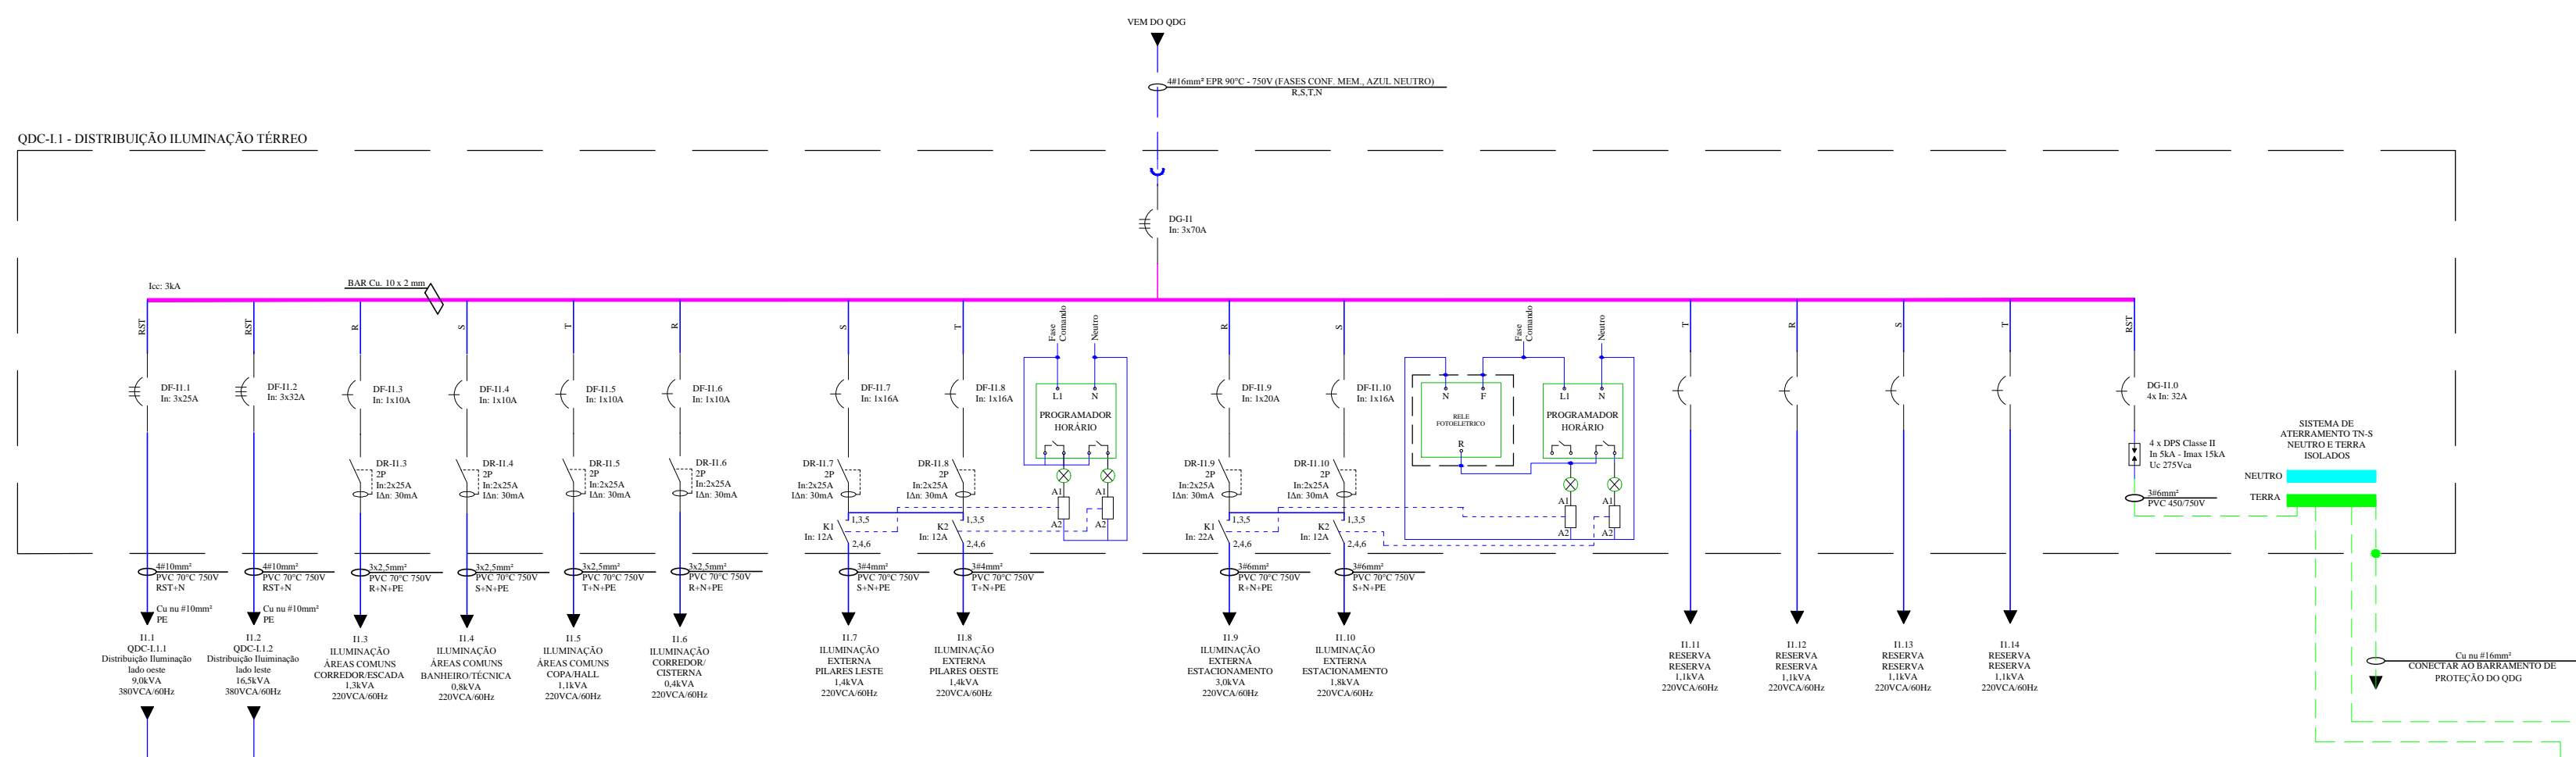 VEM DO QDG
4#16mm² EPR 90°C - 750V (FASES CONF. MEM., AZUL NEUTRO)
R,S,T,N
QDC-I.1 - DISTRIBUIÇÃO ILUMINAÇÃO TÉRREO
DG-I1
In: 3x70A
Icc: 3kA
BAR Cu. 10 x 2 mm
RST
DF-I1.1
In: 3x25A
4#10mm²
PVC 70°C 750V
RST+N
Cu nu #10mm²
PE
I1.1
QDC-I.1.1
Distribuição Iluminação
lado oeste
9,0kVA
380VCA/60Hz
RST
DF-I1.2
In: 3x32A
4#10mm²
PVC 70°C 750V
RST+N
Cu nu #10mm²
PE
I1.2
QDC-I.1.2
Distribuição Iluiminação
lado leste
16,5kVA
380VCA/60Hz
R
DF-I1.3
In: 1x10A
DR-I1.3
2P
In:2x25A
IΔn: 30mA
3x2,5mm²
PVC 70°C 750V
R+N+PE
I1.3
ILUMINAÇÃO
ÁREAS COMUNS
CORREDOR/ESCADA
1,3kVA
220VCA/60Hz
S
DF-I1.4
In: 1x10A
DR-I1.4
2P
In:2x25A
IΔn: 30mA
3x2,5mm²
PVC 70°C 750V
S+N+PE
I1.4
ILUMINAÇÃO
ÁREAS COMUNS
BANHEIRO/TÉCNICA
0,8kVA
220VCA/60Hz
T
DF-I1.5
In: 1x10A
DR-I1.5
2P
In:2x25A
IΔn: 30mA
3x2,5mm²
PVC 70°C 750V
T+N+PE
I1.5
ILUMINAÇÃO
ÁREAS COMUNS
COPA/HALL
1,1kVA
220VCA/60Hz
R
DF-I1.6
In: 1x10A
DR-I1.6
2P
In:2x25A
IΔn: 30mA
3x2,5mm²
PVC 70°C 750V
R+N+PE
I1.6
ILUMINAÇÃO
CORREDOR/
CISTERNA
0,4kVA
220VCA/60Hz
S
DF-I1.7
In: 1x16A
DR-I1.7
2P
In:2x25A
IΔn: 30mA
K1
In: 12A
1,3,5
2,4,6
3#4mm²
PVC 70°C 750V
S+N+PE
I1.7
ILUMINAÇÃO
EXTERNA
PILARES LESTE
1,4kVA
220VCA/60Hz
T
DF-I1.8
In: 1x16A
DR-I1.8
2P
In:2x25A
IΔn: 30mA
K2
In: 12A
1,3,5
2,4,6
3#4mm²
PVC 70°C 750V
T+N+PE
I1.8
ILUMINAÇÃO
EXTERNA
PILARES OESTE
1,4kVA
220VCA/60Hz
Fase
Comando
Neutro
L1
N
PROGRAMADOR
HORÁRIO
A1
A1
A2
A2
R
DF-I1.9
In: 1x20A
DR-I1.9
2P
In:2x25A
IΔn: 30mA
K1
In: 22A
1,3,5
2,4,6
3#6mm²
PVC 70°C 750V
R+N+PE
I1.9
ILUMINAÇÃO
EXTERNA
ESTACIONAMENTO
3,0kVA
220VCA/60Hz
S
DF-I1.10
In: 1x16A
DR-I1.10
2P
In:2x25A
IΔn: 30mA
K2
In: 12A
1,3,5
2,4,6
3#6mm²
PVC 70°C 750V
S+N+PE
I1.10
ILUMINAÇÃO
EXTERNA
ESTACIONAMENTO
1,8kVA
220VCA/60Hz
N
F
RELE
FOTOELETRICO
R
Fase
Comando
Neutro
L1
N
PROGRAMADOR
HORÁRIO
A1
A1
A2
A2
T
I1.11
RESERVA
RESERVA
1,1kVA
220VCA/60Hz
R
I1.12
RESERVA
RESERVA
1,1kVA
220VCA/60Hz
S
I1.13
RESERVA
RESERVA
1,1kVA
220VCA/60Hz
T
I1.14
RESERVA
RESERVA
1,1kVA
220VCA/60Hz
RST
DG-I1.0
4x In: 32A
4 x DPS Classe II
In 5kA - Imax 15kA
Uc 275Vca
3#6mm²
PVC 450/750V
SISTEMA DE
ATERRAMENTO TN-S
NEUTRO E TERRA
ISOLADOS
NEUTRO
TERRA
Cu nu #16mm²
CONECTAR AO BARRAMENTO DE
PROTEÇÃO DO QDG